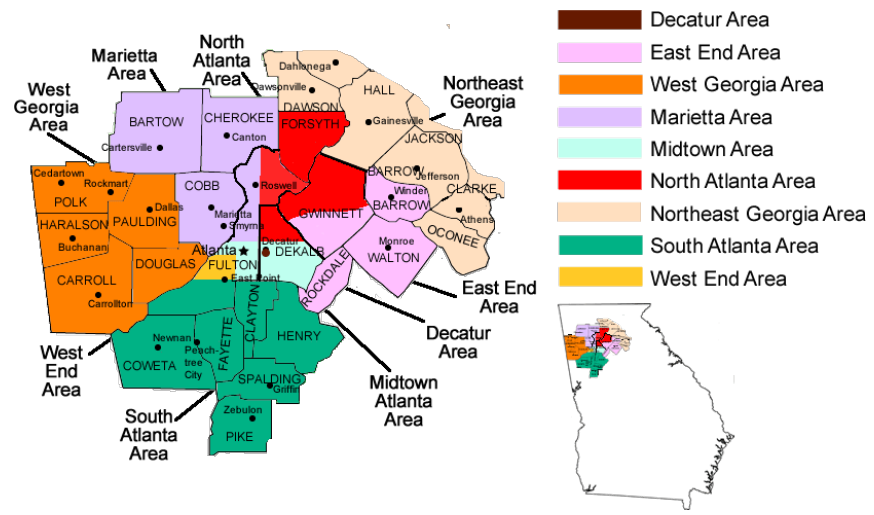 North
Atlanta
Area
Marietta
Area
West
Georgia
Area
Northeast
Georgia
Area
Dahlonega
Dawsonville
DAWSON
HALL
BARTOW
CHEROKEE
FORSYTH
Gainesville
Canton
Cartersville
JACKSON
BARROW
Jefferson
Cedartown
Rockmart
POLK
COBB
Roswell
Winder
BARROW
CLARKE
Athens
HARALSON
PAULDING
Dallas
Marietta
Smyrna
GWINNETT
OCONEE
Buchanan
Atlanta
Decatur
DEKALB
Monroe
WALTON
DOUGLAS
FULTON
East Point
ROCKDALE
CARROLL
Carrollton
East End
Area
CLAYTON
FAYETTE
HENRY
Decatur
Area
Newnan
Peach-
tree
City
COWETA
West
End
Area
SPALDING
Griffin
Midtown
Atlanta
Area
South
Atlanta
Area
Zebulon
PIKE
Decatur Area
East End Area
West Georgia Area
Marietta Area
Midtown Area
North Atlanta Area
Northeast Georgia Area
South Atlanta Area
West End Area